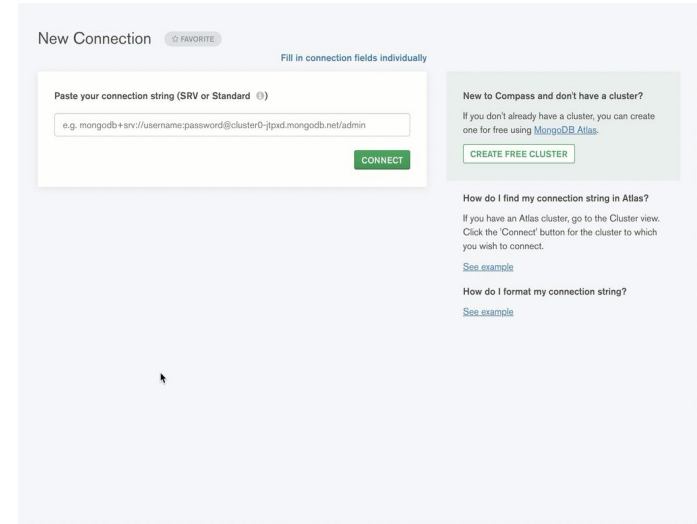 New Connection
☆ FAVORITE
Fill in connection fields individually
Paste your connection string (SRV or Standard ⓘ)
e.g. mongodb+srv://username:password@cluster0-jtpxd.mongodb.net/admin
CONNECT
New to Compass and don't have a cluster?
If you don't already have a cluster, you can create
one for free using MongoDB Atlas.
CREATE FREE CLUSTER
How do I find my connection string in Atlas?
If you have an Atlas cluster, go to the Cluster view.
Click the 'Connect' button for the cluster to which
you wish to connect.
See example
How do I format my connection string?
See example